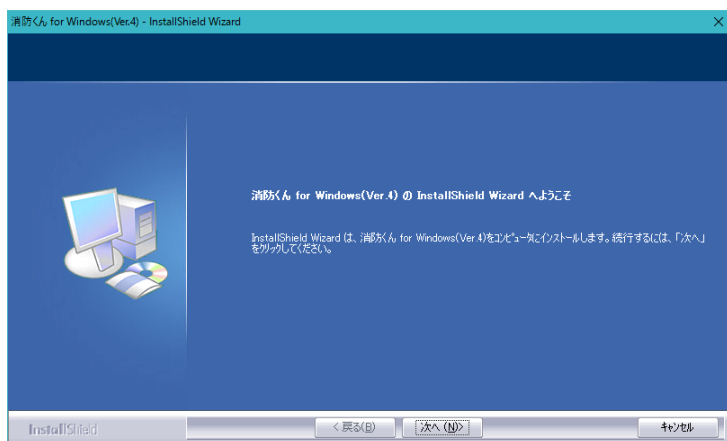 消防くん for Windows(Ver.4) - InstallShield Wizard
消防くん for Windows(Ver.4) の InstallShield Wizard へようこそ
InstallShield Wizard は、消防くん for Windows(Ver.4)をｺﾝﾋﾟｭｰﾀにインストールします。続行するには、「次へ」
をｸﾘｯｸしてください。
InstallShield
< 戻る(B)
次へ (N)>
ｷｬﾝｾﾙ